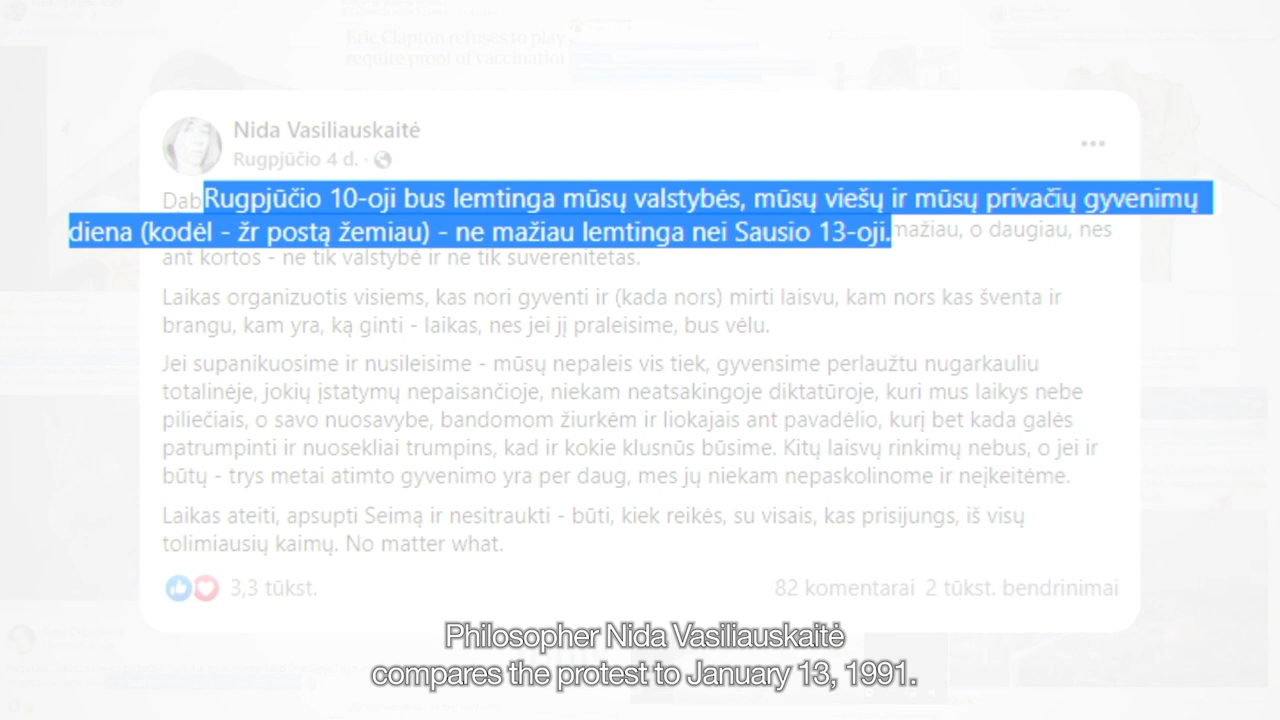 Eric Clapton refuses to play
require proof of vaccination
Nida Vasiliauskaitė
Rugpjūčio 4 d. ·
Dab Rugpjūčio 10-oji bus lemtinga mūsų valstybės, mūsų viešų ir mūsų privačių gyvenimų
diena (kodėl - žr postą žemiau) - ne mažiau lemtinga nei Sausio 13-oji. mažiau, o daugiau, nes
ant kortos - ne tik valstybė ir ne tik suverenitetas.
Laikas organizuotis visiems, kas nori gyventi ir (kada nors) mirti laisvu, kam nors kas šventa ir
brangu, kam yra, ką ginti - laikas, nes jei jį praleisime, bus vėlu.
Jei supanikuosime ir nusileisime - mūsų nepaleis vis tiek, gyvensime perlaužtu nugarkauliu
totalinėje, jokių įstatymų nepaisančioje, niekam neatsakingoje diktatūroje, kuri mus laikys nebe
piliečiais, o savo nuosavybe, bandomom žiurkėm ir liokajais ant pavadėlio, kurį bet kada galės
patrumpinti ir nuosekliai trumpins, kad ir kokie klusnūs būsime. Kitų laisvų rinkimų nebus, o jei ir
būtų - trys metai atimto gyvenimo yra per daug, mes jų niekam nepaskolinome ir neįkeitėme.
Laikas ateiti, apsupti Seimą ir nesitraukti - būti, kiek reikės, su visais, kas prisijungs, iš visų
tolimiausių kaimų. No matter what.
3,3 tūkst. 82 komentarai 2 tūkst. bendrinimai
Philosopher Nida Vasiliauskaitė
compares the protest to January 13, 1991.